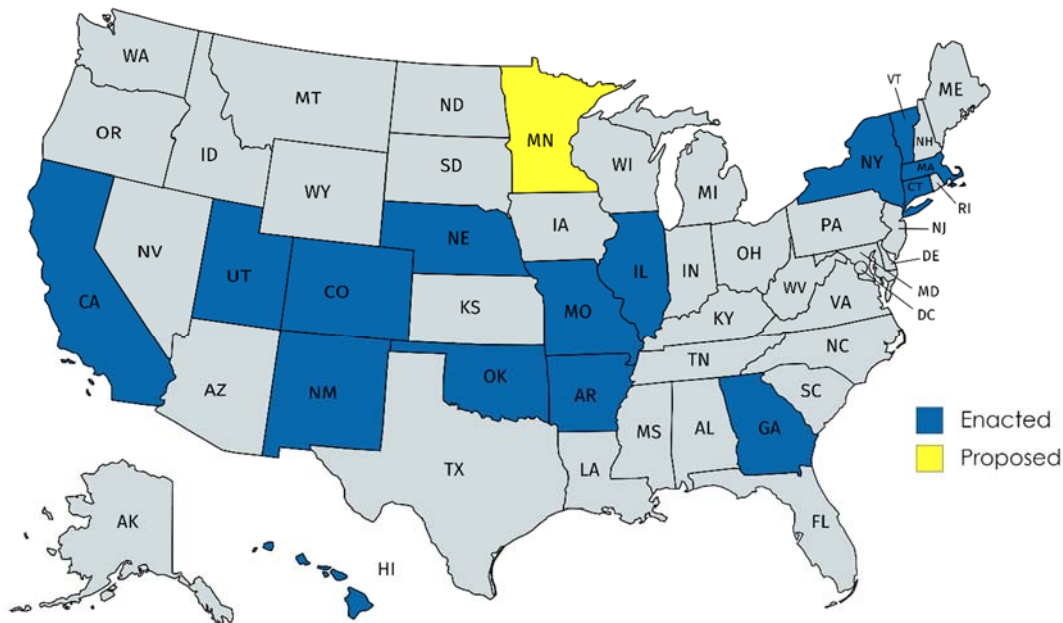 WA
MT
ND
MN
VT
ME
OR
ID
SD
WI
NH
NY
MA
WY
MI
CT
RI
IA
PA
NJ
NE
OH
NV
UT
IL
IN
DE
CO
WV
MD
CA
KS
MO
VA
DC
KY
NC
TN
AZ
NM
OK
AR
SC
MS
AL
GA
Enacted
TX
LA
Proposed
AK
FL
HI